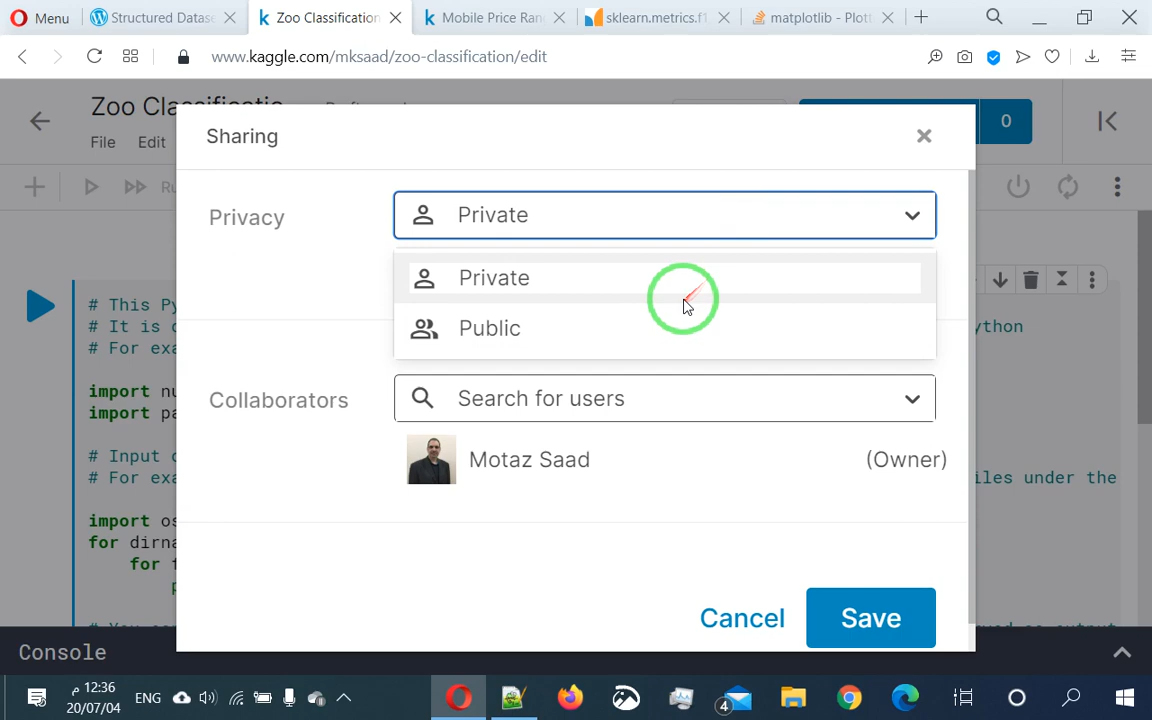 Menu
Structured Datas
Zoo Classification
Mobile Price Ran
sklearn.metrics.f1
matplotlib - Plott
www.kaggle.com/mksaad/zoo-classification/edit
Zoo Classificatio
0
File Edit
Sharing
Privacy
Private
Private
Public
# This Py
# It is d
ython
# For exa
import nu
import pa
Collaborators
Search for users
Motaz Saad
(Owner)
# Input d
# For exa
iles under the
import os
for dirna
for f
Cancel
Save
Console
12:36 م
20/07/04
ENG
4